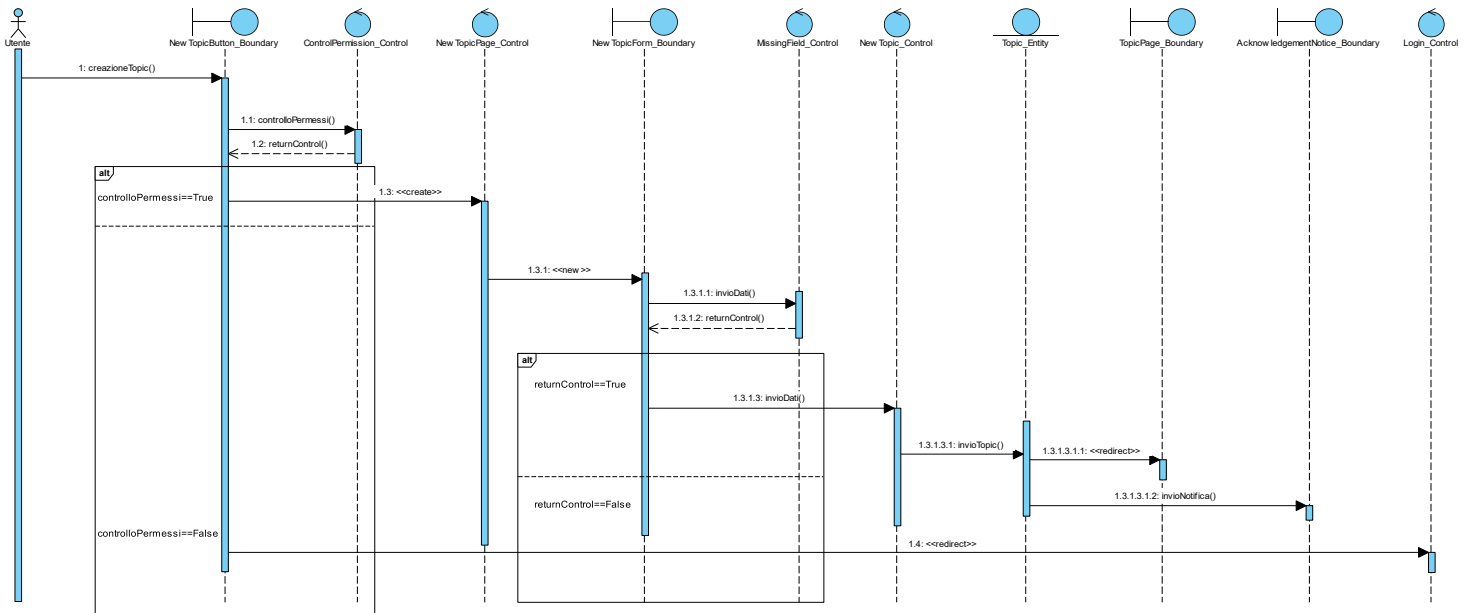 Utente
New TopicButton_Boundary
ControlPermission_Control
New TopicPage_Control
New TopicForm_Boundary
MissingField_Control
New Topic_Control
Topic_Entity
TopicPage_Boundary
Acknow ledgementNotice_Boundary
Login_Control
1: creazioneTopic()
1.1: controlloPermessi()
1.2: returnControl()
alt
controlloPermessi==True
1.3: <<create>>
1.3.1: <<new >>
1.3.1.1: invioDati()
1.3.1.2: returnControl()
alt
returnControl==True
1.3.1.3: invioDati()
1.3.1.3.1: invioTopic()
1.3.1.3.1.1: <<redirect>>
1.3.1.3.1.2: invioNotifica()
returnControl==False
controlloPermessi==False
1.4: <<redirect>>